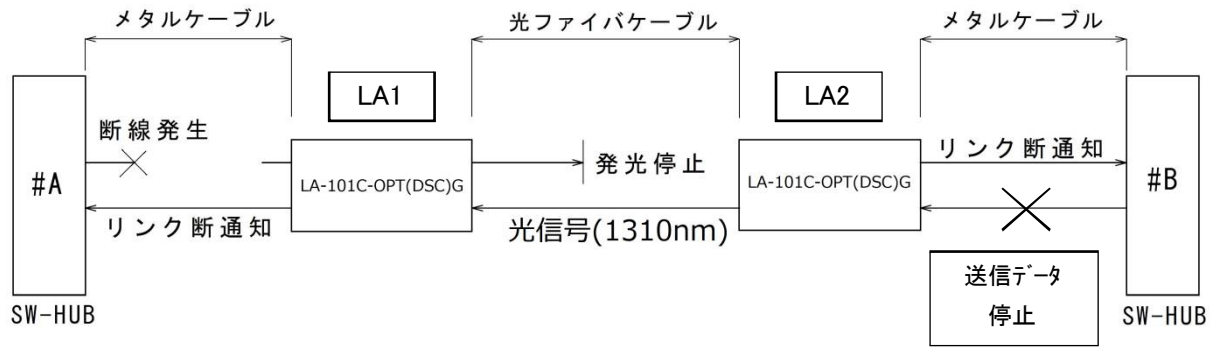 メタルケーブル
光ファイバケーブル
メタルケーブル
LA1
LA2
断線発生
発光停止
リンク断通知
#A
LA-101C-OPT(DSC)G
LA-101C-OPT(DSC)G
#B
リンク断通知
光信号(1310nm)
送信ﾃﾞｰﾀ
停止
SW-HUB
SW-HUB